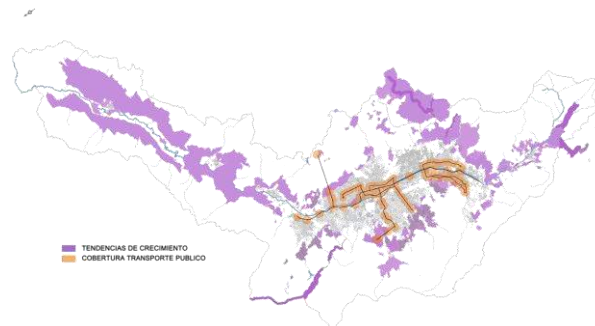 TENDENCIAS DE CRECIMIENTO
COBERTURA TRANSPORTE PUBLICO